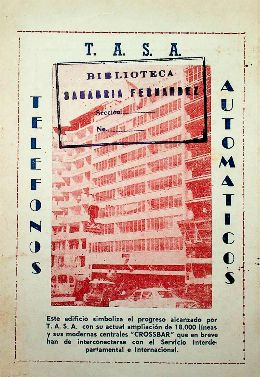 T. A. S. A.
BIBLIOTECA
SANABRIA FERNANDEZ
Sección:
No.
TELEFONOS
AUTOMATICOS
Este edificio simboliza el progreso alcanzado por
T. A. S. A. con su actual ampliación de 18,000 líneas
y sus modernas centrales "CROSSBAR" que en breve
han de interconectarse con el Servicio Interde-
partamental e Internacional.